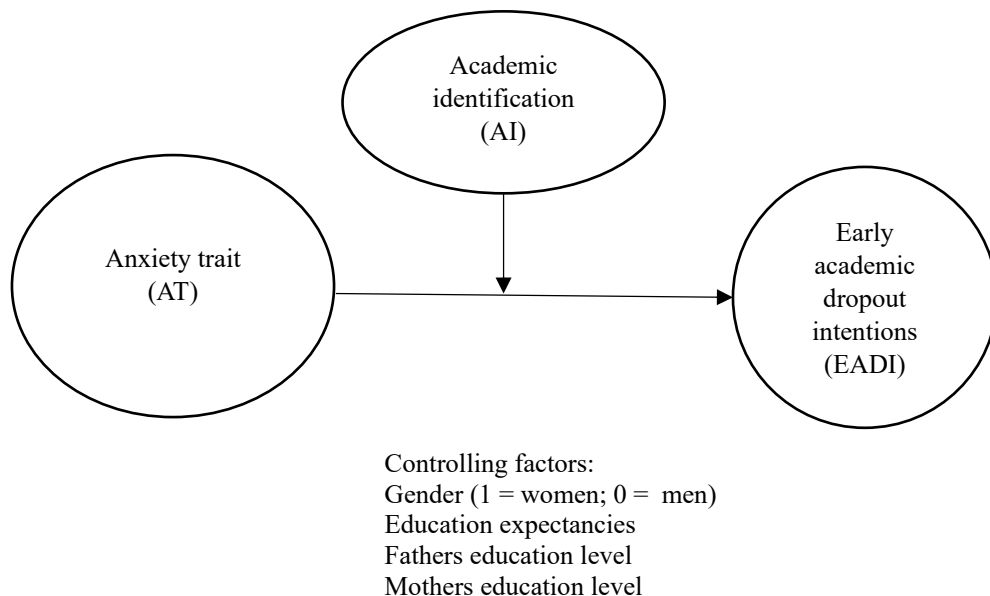 Academic
identification
(AI)
Anxiety trait
(AT)
Early
academic
dropout
intentions
(EADI)
Controlling factors:
Gender (1 = women; 0 =  men)
Education expectancies
Fathers education level
Mothers education level